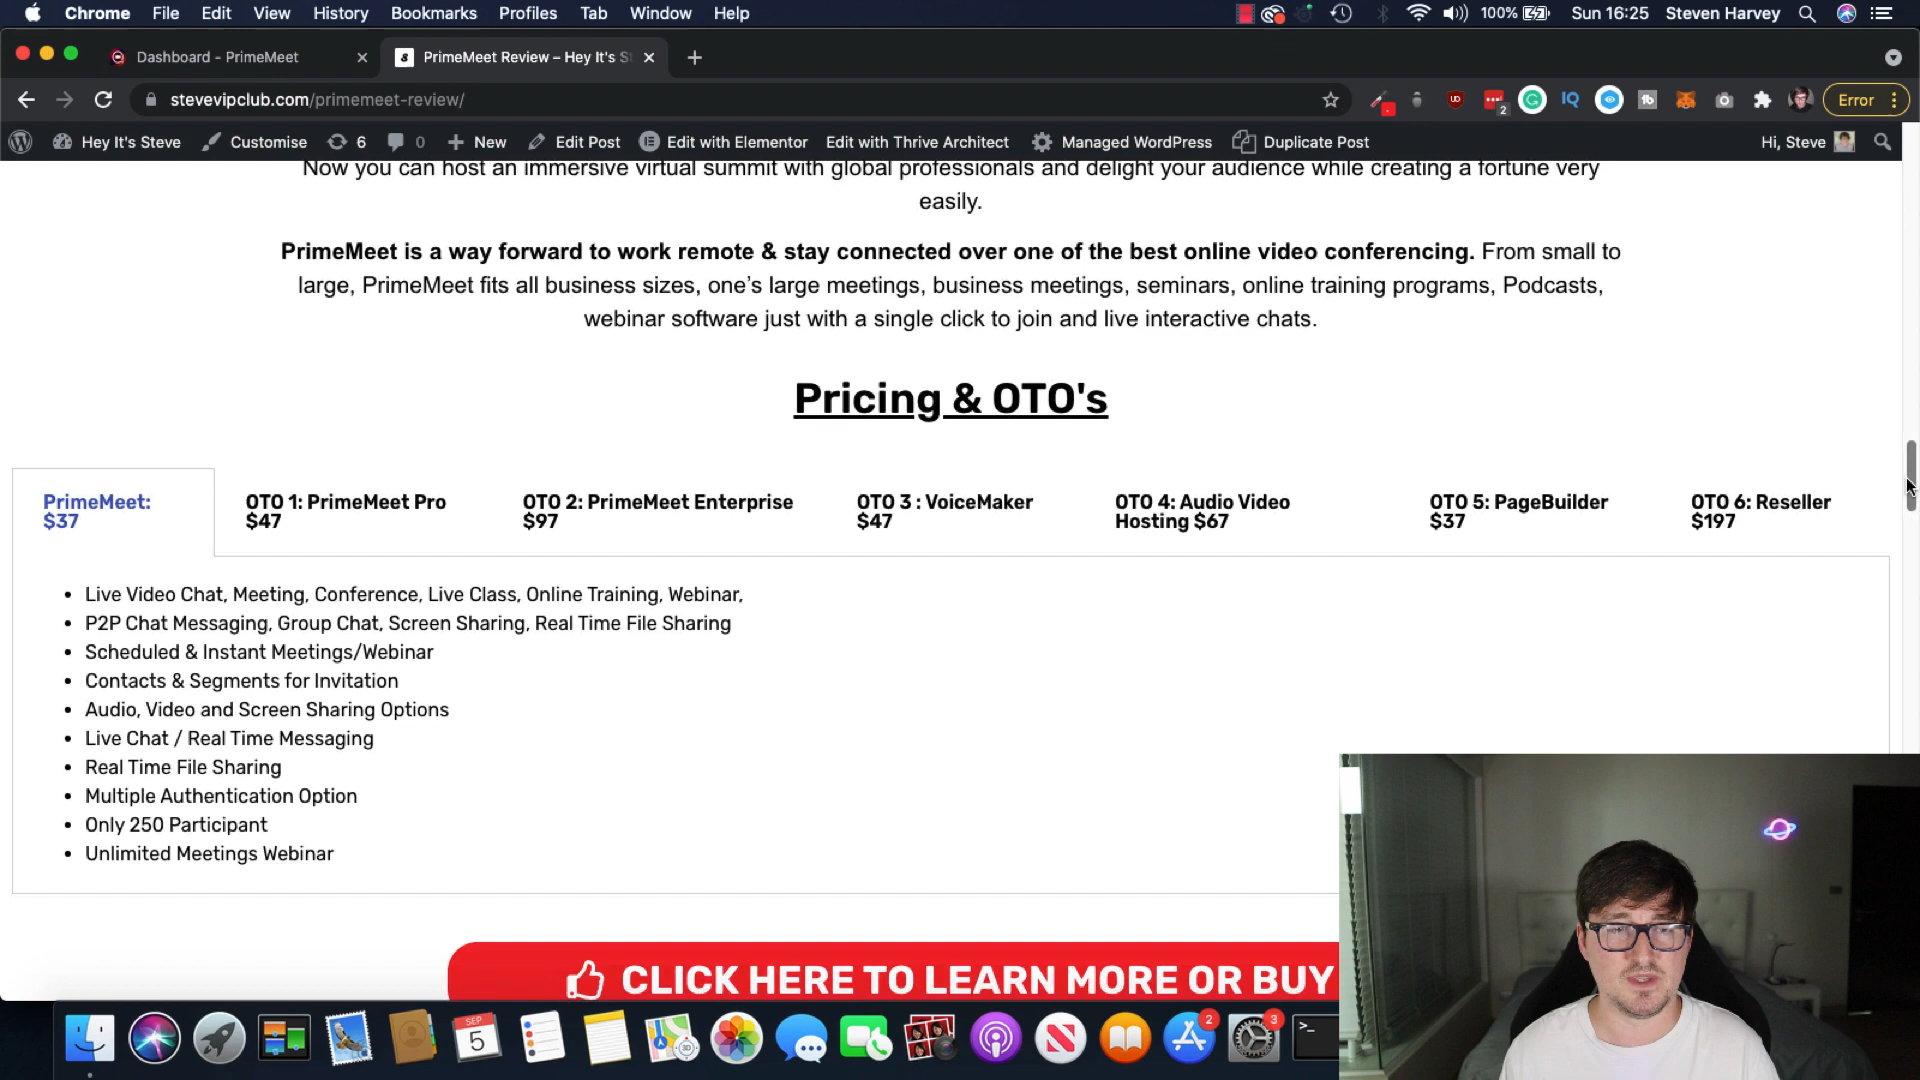 Chrome File Edit View History Bookmarks Profiles Tab Window Help 100% Sun 16:25 Steven Harvey
Dashboard - PrimeMeet PrimeMeet Review – Hey It's S
stevevipclub.com/primemeet-review/ UD 2 IQ Error
Hey It's Steve Customise 6 0 New Edit Post Edit with Elementor Edit with Thrive Architect Managed WordPress Duplicate Post Hi, Steve
Now you can host an immersive virtual summit with global professionals and delight your audience while creating a fortune very
easily.
PrimeMeet is a way forward to work remote & stay connected over one of the best online video conferencing. From small to
large, PrimeMeet fits all business sizes, one's large meetings, business meetings, seminars, online training programs, Podcasts,
webinar software just with a single click to join and live interactive chats.
Pricing & OTO's
PrimeMeet: OTO 1: PrimeMeet Pro OTO 2: PrimeMeet Enterprise OTO 3 : VoiceMaker OTO 4: Audio Video OTO 5: PageBuilder OTO 6: Reseller
$37 $47 $97 $47 Hosting $67 $37 $197
Live Video Chat, Meeting, Conference, Live Class, Online Training, Webinar,
P2P Chat Messaging, Group Chat, Screen Sharing, Real Time File Sharing
Scheduled & Instant Meetings/Webinar
Contacts & Segments for Invitation
Audio, Video and Screen Sharing Options
Live Chat / Real Time Messaging
Real Time File Sharing
Multiple Authentication Option
Only 250 Participant
Unlimited Meetings Webinar
CLICK HERE TO LEARN MORE OR BUY
SEP 2 3
5